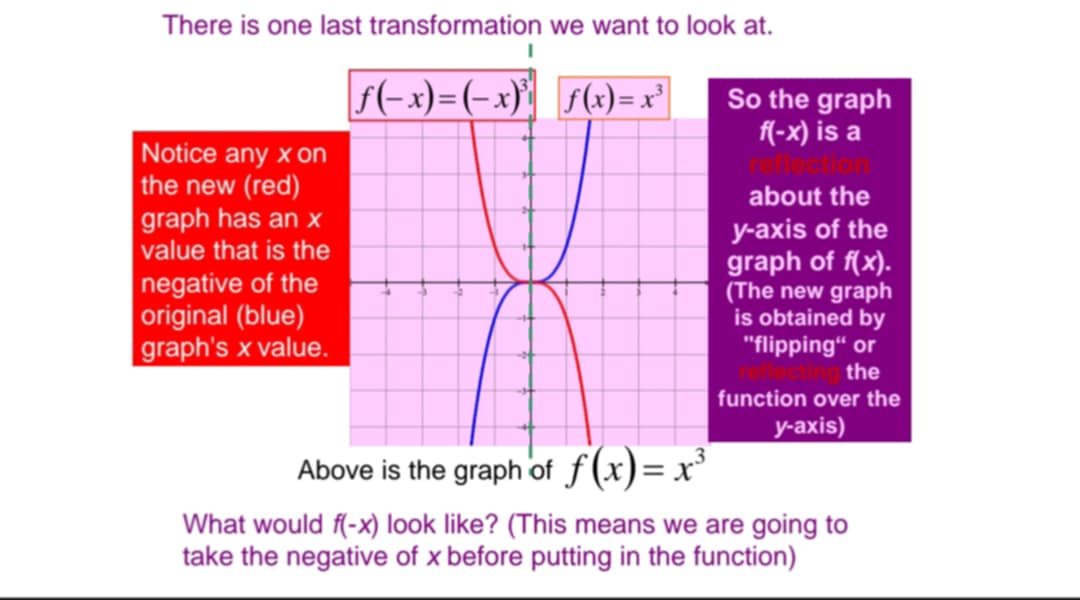 There is one last transformation we want to look at.
f(–x)=(–x)³
f(x)=x³
Notice any x on
the new (red)
graph has an x
value that is the
negative of the
original (blue)
graph's x value.
So the graph
f(-x) is a
reflection
about the
y-axis of the
graph of f(x).
(The new graph
is obtained by
"flipping“ or
reflecting the
function over the
y-axis)
Above is the graph of f(x)=x³
What would f(-x) look like? (This means we are going to
take the negative of x before putting in the function)